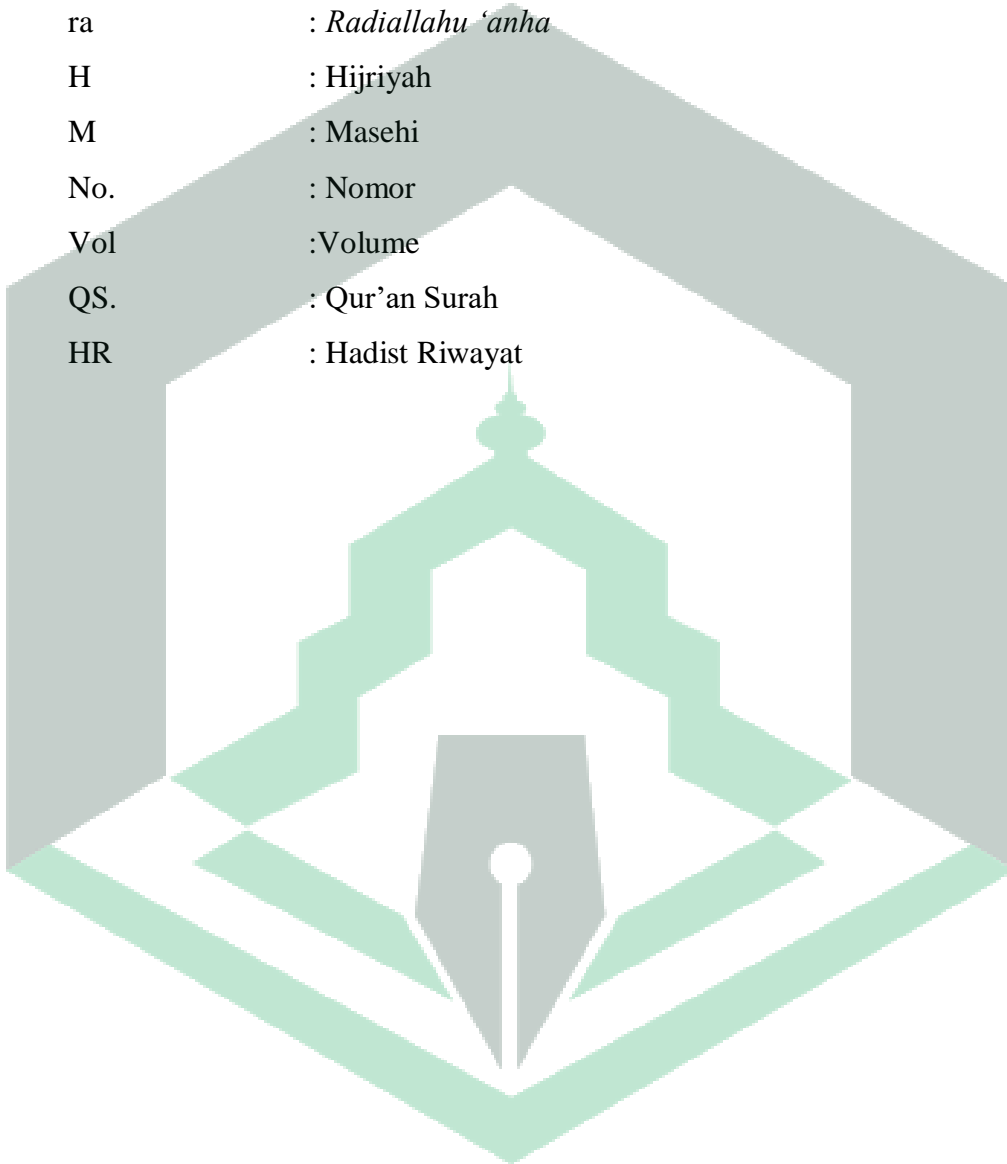 ra : Radiallahu ‘anha
H : Hijriyah
M : Masehi
No. : Nomor
Vol :Volume
QS. : Qur’an Surah
HR : Hadist Riwayat